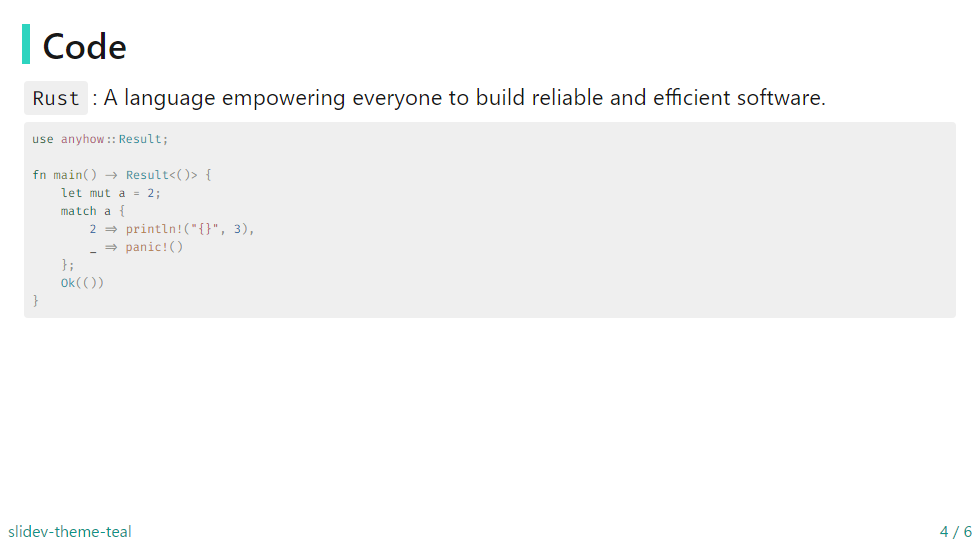 Code
Rust : A language empowering everyone to build reliable and efficient software.
use anyhow::Result;
fn main() -> Result<()> {
    let mut a = 2;
    match a {
        2 => println!("{}", 3),
        _ => panic!()
    };
    Ok(())
}
slidev-theme-teal
4 / 6